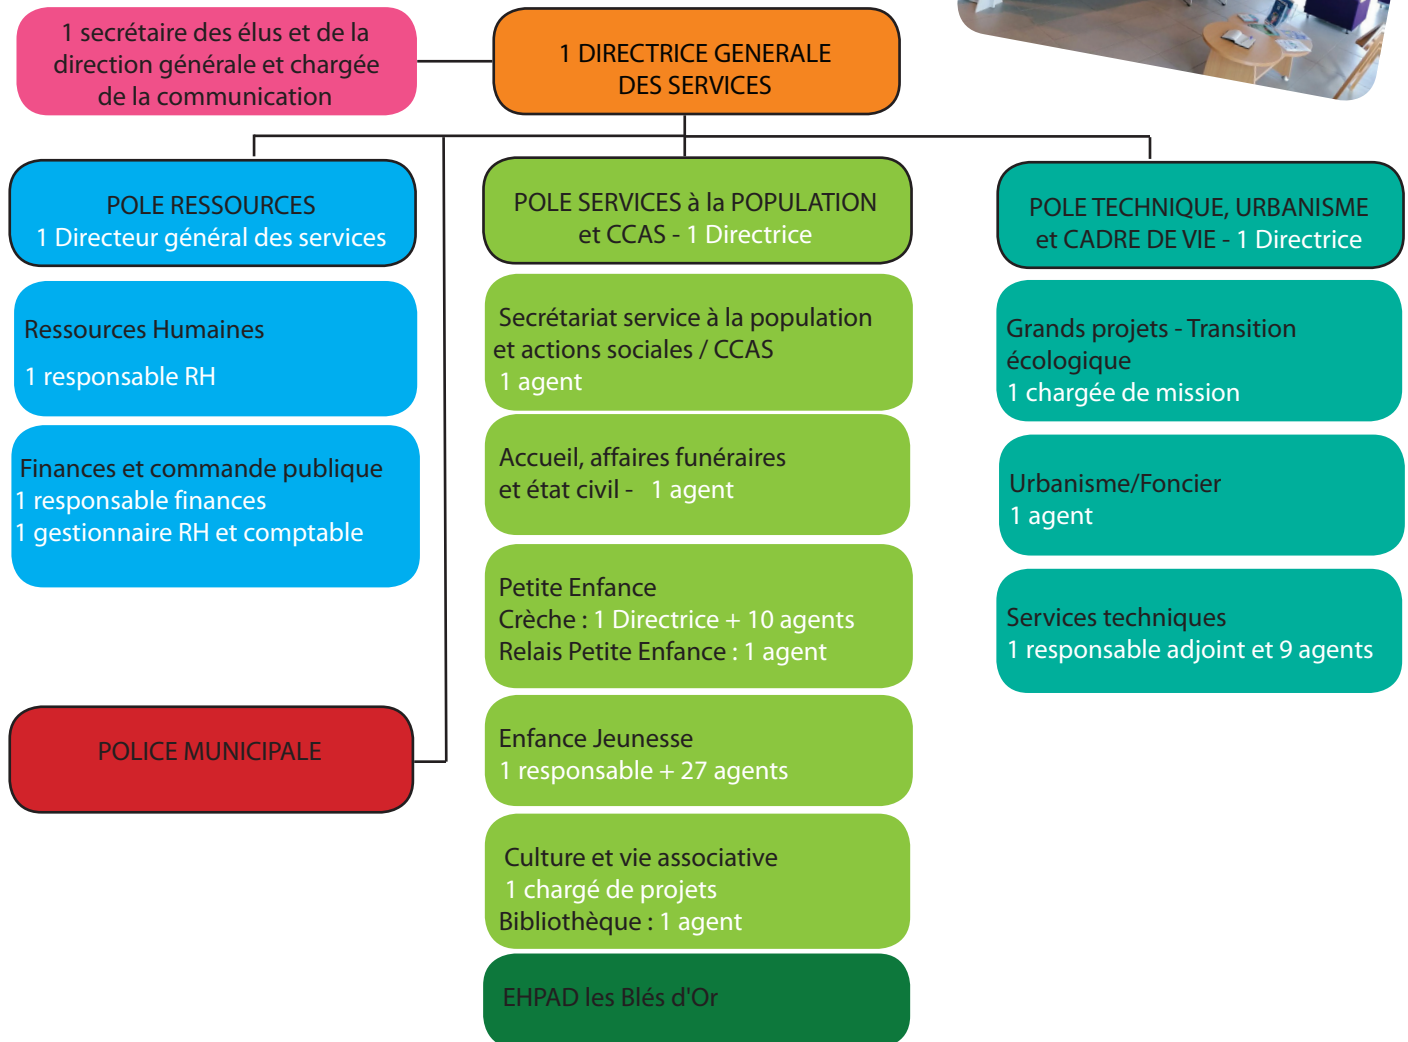 1 secrétaire des élus et de la
direction générale et chargée
de la communication
1 DIRECTRICE GENERALE
DES SERVICES
POLE RESSOURCES
1 Directeur général des services
Ressources Humaines
1 responsable RH
Finances et commande publique
1 responsable finances
1 gestionnaire RH et comptable
POLICE MUNICIPALE
POLE SERVICES à la POPULATION
et CCAS - 1 Directrice
Secrétariat service à la population
et actions sociales / CCAS
1 agent
Accueil, affaires funéraires
et état civil - 1 agent
Petite Enfance
Crèche : 1 Directrice + 10 agents
Relais Petite Enfance : 1 agent
Enfance Jeunesse
1 responsable + 27 agents
Culture et vie associative
1 chargé de projets
Bibliothèque : 1 agent
EHPAD les Blés d'Or
POLE TECHNIQUE, URBANISME
et CADRE DE VIE - 1 Directrice
Grands projets - Transition
écologique
1 chargée de mission
Urbanisme/Foncier
1 agent
Services techniques
1 responsable adjoint et 9 agents